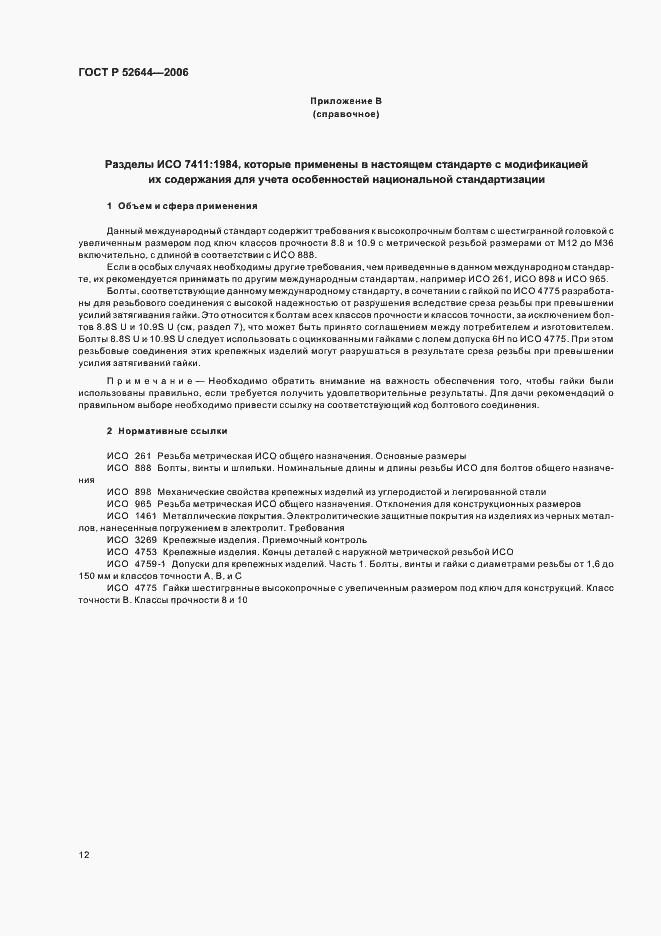 ГОСТ Р 52644—2006
Приложение В
(справочное)
Разделы ИСО 7411:1984, которые применены в настоящем стандарте с модификацией
их содержания для учета особенностей национальной стандартизации
1 Объем и сфера применения
Данный международный стандарт содержит требования к высокопрочным болтам с шестигранной головкой с
увеличенным размером под ключ классов прочности 8.8 и 10.9 с метрической резьбой размерами от М12 до М36
включительно, с длиной в соответствии с ИСО 888.
Если в особых случаях необходимы другие требования, чем приведенные в данном международном стандар-
те, их рекомендуется принимать по другим международным стандартам, например ИСО 261, ИСО 898 и ИСО 965.
Болты, соответствующие данному международному стандарту, в сочетании с гайкой по ИСО 4775 разработа-
ны для резьбового соединения с высокой надежностью от разрушения вследствие среза резьбы при превышении
усилий затягивания гайки. Это относится к болтам всех классов прочности и классов точности, за исключением бол-
тов 8.8S U и 10.9S U (см, раздел 7), что может быть принято соглашением между потребителем и изготовителем.
Болты 8.8S U и 10.9S U следует использовать с оцинкованными гайками с полем допуска 6Н по ИСО 4775. При этом
резьбовые соединения этих крепежных изделий могут разрушаться в результате среза резьбы при превышении
усилия затягиваний гайки.
Примечание — Необходимо обратить внимание на важность обеспечения того, чтобы гайки были
использованы правильно, если требуется получить удовлетворительные результаты. Для дачи рекомендаций о
правильном выборе необходимо привести ссылку на соответствующий код болтового соединения.
2 Нормативные ссылки
ИСО 261 Резьба метрическая ИСО общего назначения. Основные размеры
ИСО 888 Болты, винты и шпильки. Номинальные длины и длины резьбы ИСО для болтов общего назначе-
ния
ИСО 898 Механические свойства крепежных изделий из углеродистой и легированной стали
ИСО 965 Резьба метрическая ИСО общего назначения. Отклонения для конструкционных размеров
ИСО 1461 Металлические покрытия. Электролитические защитные покрытия на изделиях из черных метал-
лов, нанесенные погружением в электролит. Требования
ИСО 3269 Крепежные изделия. Приемочный контроль
ИСО 4753 Крепежные изделия. Концы деталей с наружной метрической резьбой ИСО
ИСО 4759-1 Допуски для крепежных изделий. Часть 1. Болты, винты и гайки с диаметрами резьбы от 1,6 до
150 мм и классов точности А, В, и С
ИСО 4775 Гайки шестигранные высокопрочные с увеличенным размером под ключ для конструкций. Класс
точности В. Классы прочности 8 и 10
12